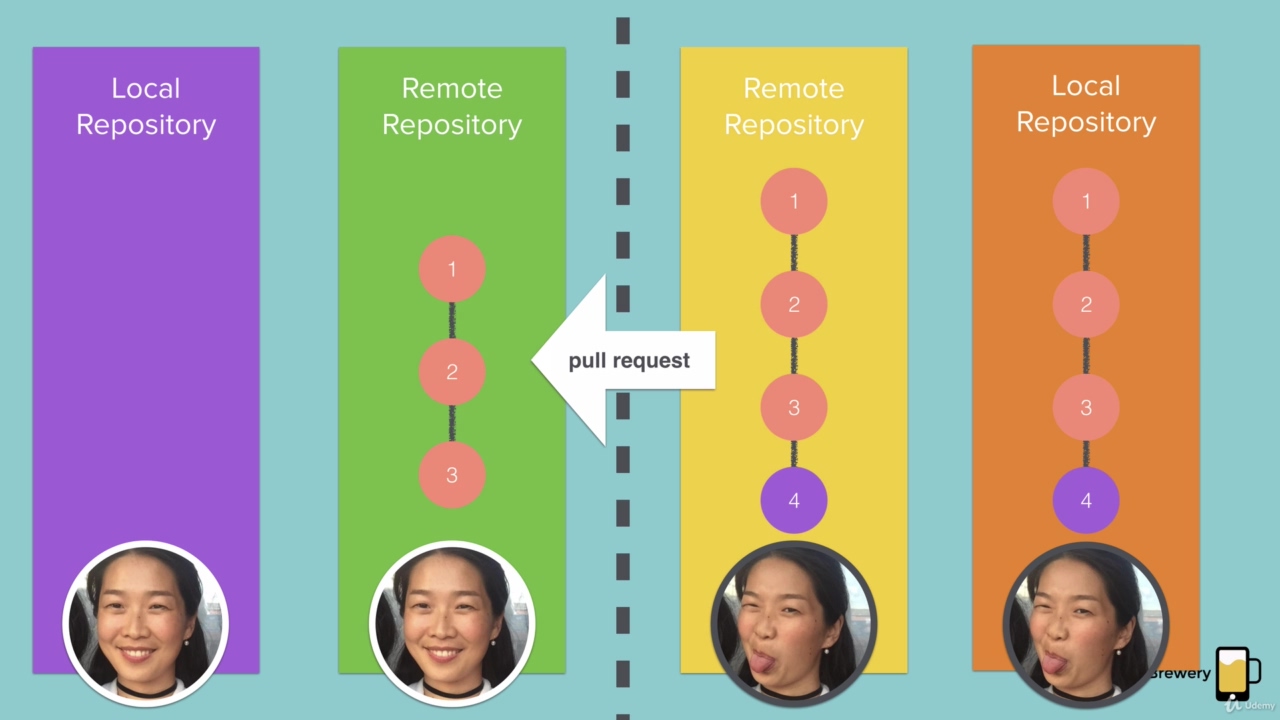 Local
Repository
Remote
Repository
Remote
Repository
Local
Repository
1
2
3
1
2
3
4
1
2
3
4
pull request
Brewery
Udemy